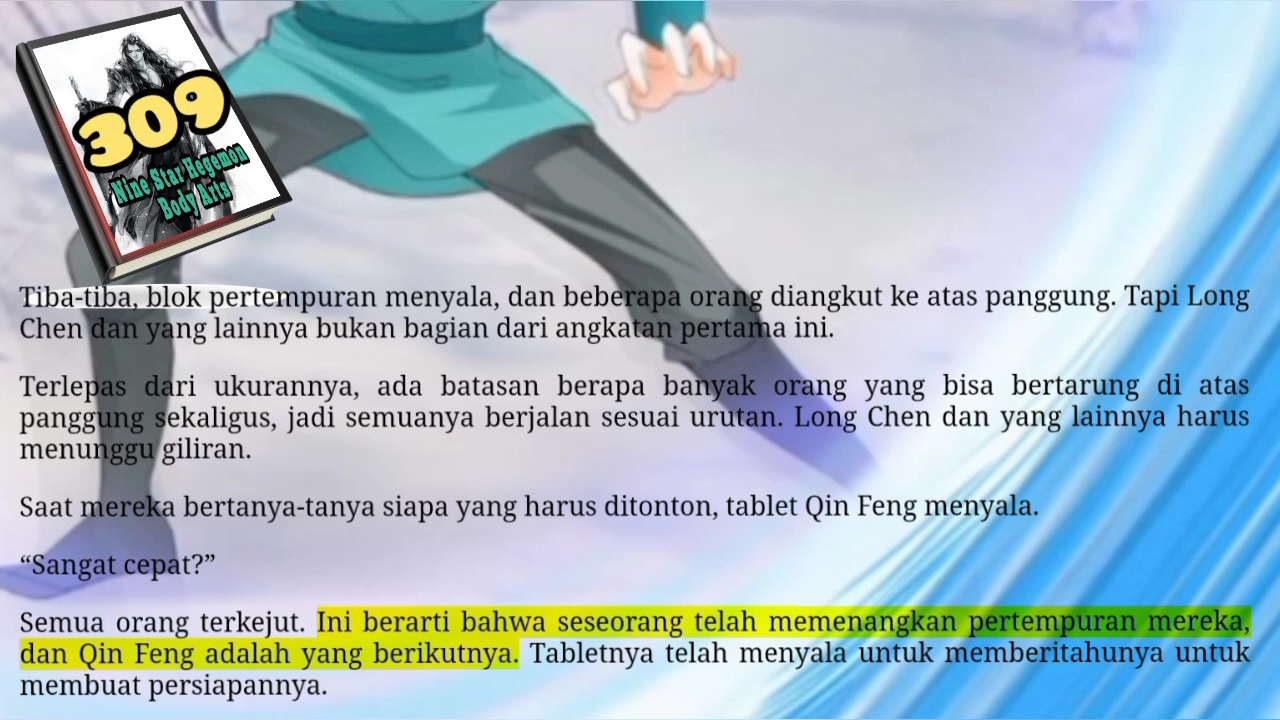 309
Nine Star Hegemon
Body Arts
Tiba-tiba, blok pertempuran menyala, dan beberapa orang diangkut ke atas panggung. Tapi Long
Chen dan yang lainnya bukan bagian dari angkatan pertama ini.
Terlepas dari ukurannya, ada batasan berapa banyak orang yang bisa bertarung di atas
panggung sekaligus, jadi semuanya berjalan sesuai urutan. Long Chen dan yang lainnya harus
menunggu giliran.
Saat mereka bertanya-tanya siapa yang harus ditonton, tablet Qin Feng menyala.
“Sangat cepat?”
Semua orang terkejut. Ini berarti bahwa seseorang telah memenangkan pertempuran mereka,
dan Qin Feng adalah yang berikutnya. Tabletnya telah menyala untuk memberitahunya untuk
membuat persiapannya.